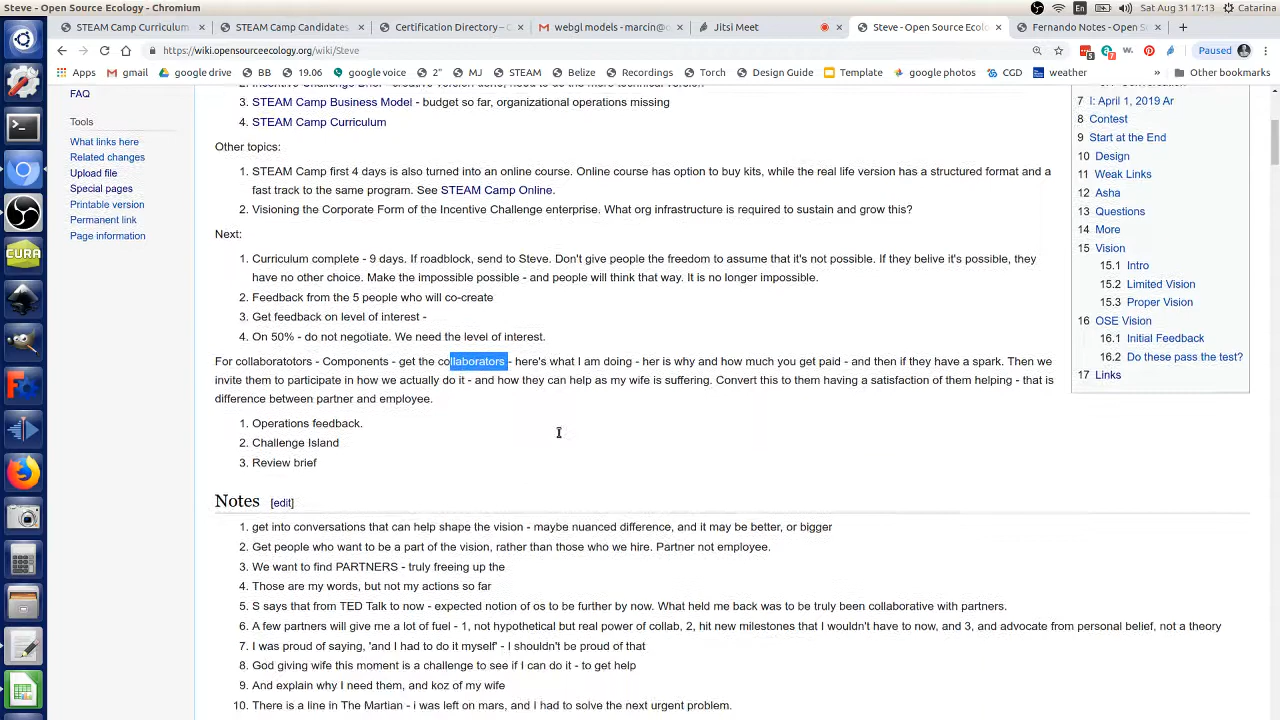 Steve - Open Source Ecology - Chromium
En
Sat Aug 31 17:13
Catarina
STEAM Camp Curriculum
STEAM Camp Candidates
Certification Directory –
webgl models - marcin@
Jitsi Meet
Steve - Open Source Ecolo
Fernando Notes - Open S
https://wiki.opensourceecology.org/wiki/Steve
Paused
Apps
gmail
google drive
BB
19.06
google voice
2"
MJ
STEAM
Belize
Recordings
Torch
Design Guide
Template
google photos
CGD
weather
»
Other bookmarks
FAQ
Tools
What links here
Related changes
Upload file
Special pages
Printable version
Permanent link
Page information
3. STEAM Camp Business Model - budget so far, organizational operations missing
4. STEAM Camp Curriculum
Other topics:
1. STEAM Camp first 4 days is also turned into an online course. Online course has option to buy kits, while the real life version has a structured format and a
fast track to the same program. See STEAM Camp Online.
2. Visioning the Corporate Form of the Incentive Challenge enterprise. What org infrastructure is required to sustain and grow this?
Next:
1. Curriculum complete - 9 days. If roadblock, send to Steve. Don't give people the freedom to assume that it's not possible. If they belive it's possible, they
have no other choice. Make the impossible possible - and people will think that way. It is no longer impossible.
2. Feedback from the 5 people who will co-create
3. Get feedback on level of interest -
4. On 50% - do not negotiate. We need the level of interest.
For collaboratotors - Components - get the collaborators - here's what I am doing - her is why and how much you get paid - and then if they have a spark. Then we
invite them to participate in how we actually do it - and how they can help as my wife is suffering. Convert this to them having a satisfaction of them helping - that is
difference between partner and employee.
1. Operations feedback.
2. Challenge Island
3. Review brief
Notes [edit]
1. get into conversations that can help shape the vision - maybe nuanced difference, and it may be better, or bigger
2. Get people who want to be a part of the vision, rather than those who we hire. Partner not employee.
3. We want to find PARTNERS - truly freeing up the
4. Those are my words, but not my actions so far
5. S says that from TED Talk to now - expected notion of os to be further by now. What held me back was to be truly been collaborative with partners.
6. A few partners will give me a lot of fuel - 1, not hypothetical but real power of collab, 2, hit new milestones that I wouldn't have to now, and 3, and advocate from personal belief, not a theory
7. I was proud of saying, 'and I had to do it myself' - I shouldn't be proud of that
8. God giving wife this moment is a challenge to see if I can do it - to get help
9. And explain why I need them, and koz of my wife
10. There is a line in The Martian - i was sent on mars, and I had to solve the next urgent problem.
7 I: April 1, 2019 Ar
8 Contest
9 Start at the End
10 Design
11 Weak Links
12 Asha
13 Questions
14 More
15 Vision
15.1 Intro
15.2 Limited Vision
15.3 Proper Vision
16 OSE Vision
16.1 Initial Feedback
16.2 Do these pass the test?
17 Links
CURA